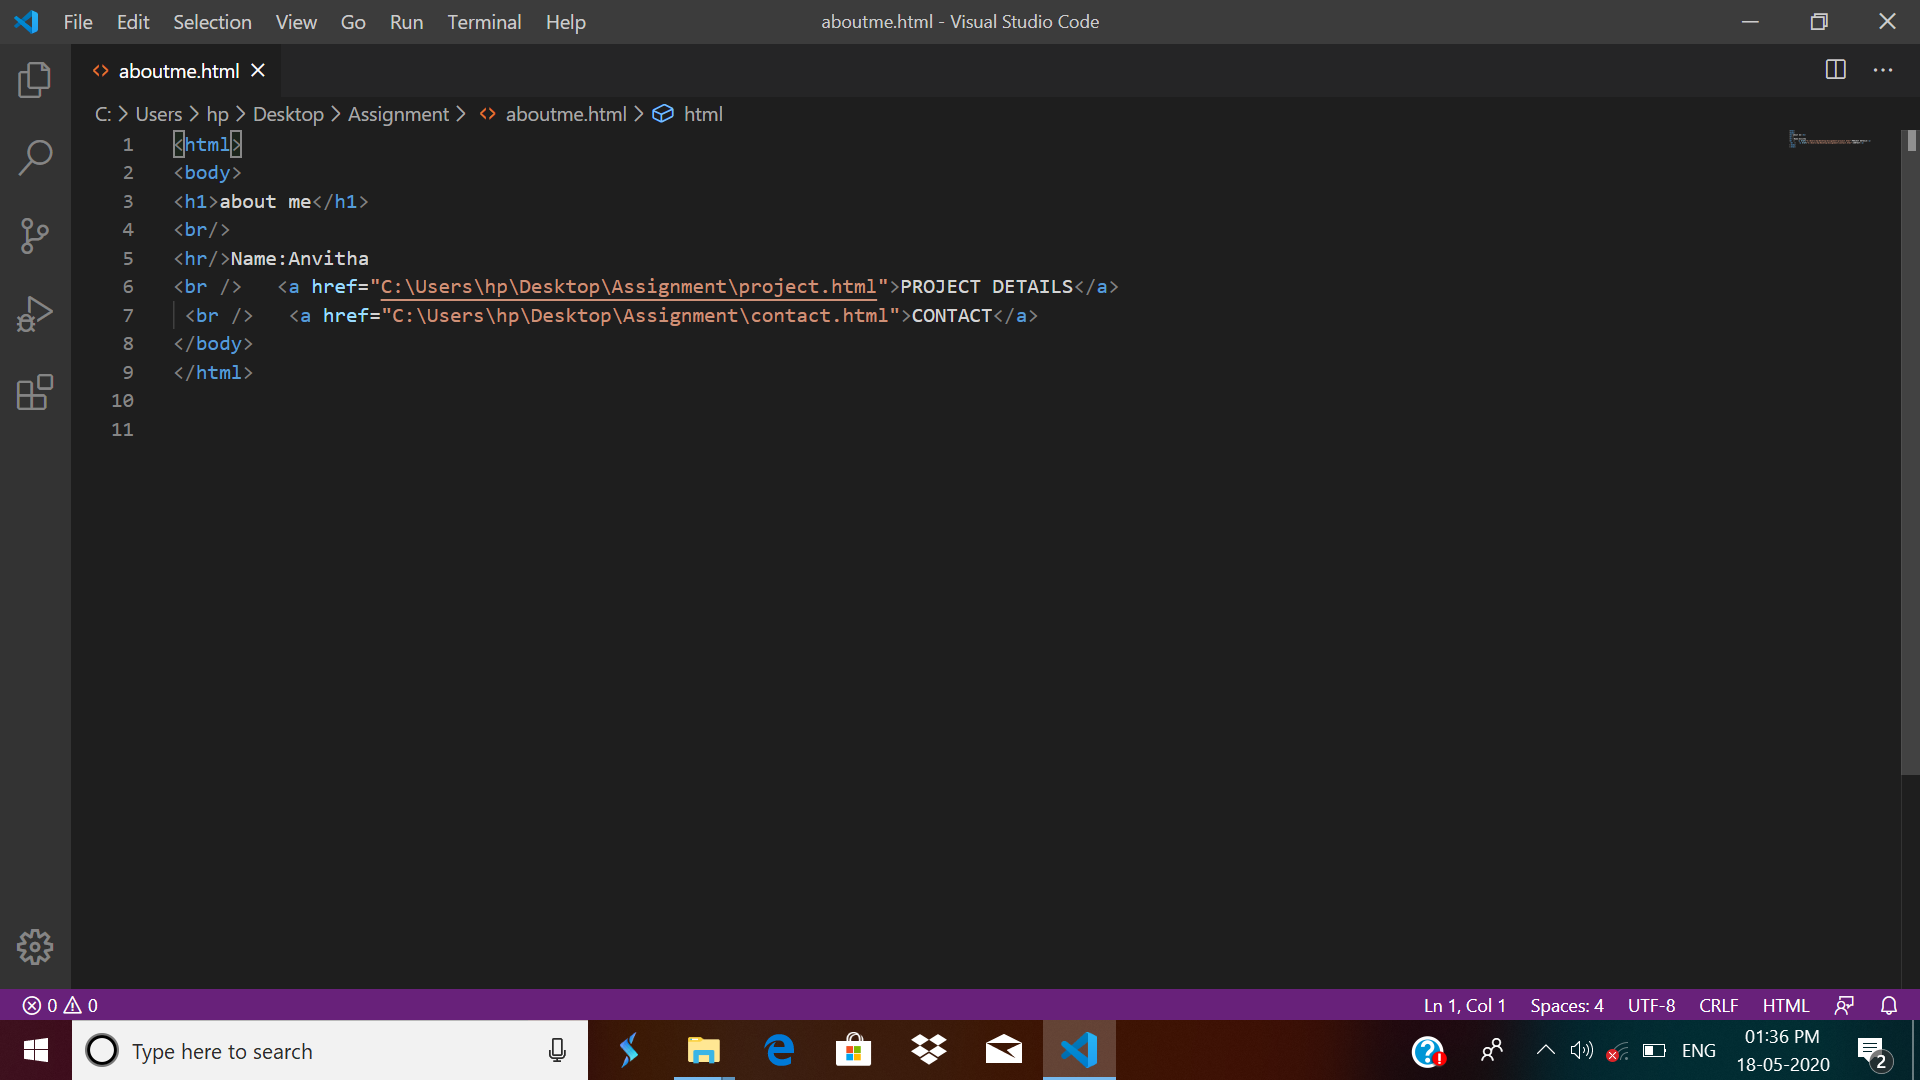 File Edit Selection View Go Run Terminal Help aboutme.html - Visual Studio Code
aboutme.html
C: > Users > hp > Desktop > Assignment > aboutme.html > html
1 <html>
2 <body>
3 <h1>about me</h1>
4 <br/>
5 <hr/>Name:Anvitha
6 <br />   <a href="C:\Users\hp\Desktop\Assignment\project.html">PROJECT DETAILS</a>
7  <br />   <a href="C:\Users\hp\Desktop\Assignment\contact.html">CONTACT</a>
8 </body>
9 </html>
10
11
0 0 Ln 1, Col 1 Spaces: 4 UTF-8 CRLF HTML
Type here to search ENG 01:36 PM
18-05-2020 2